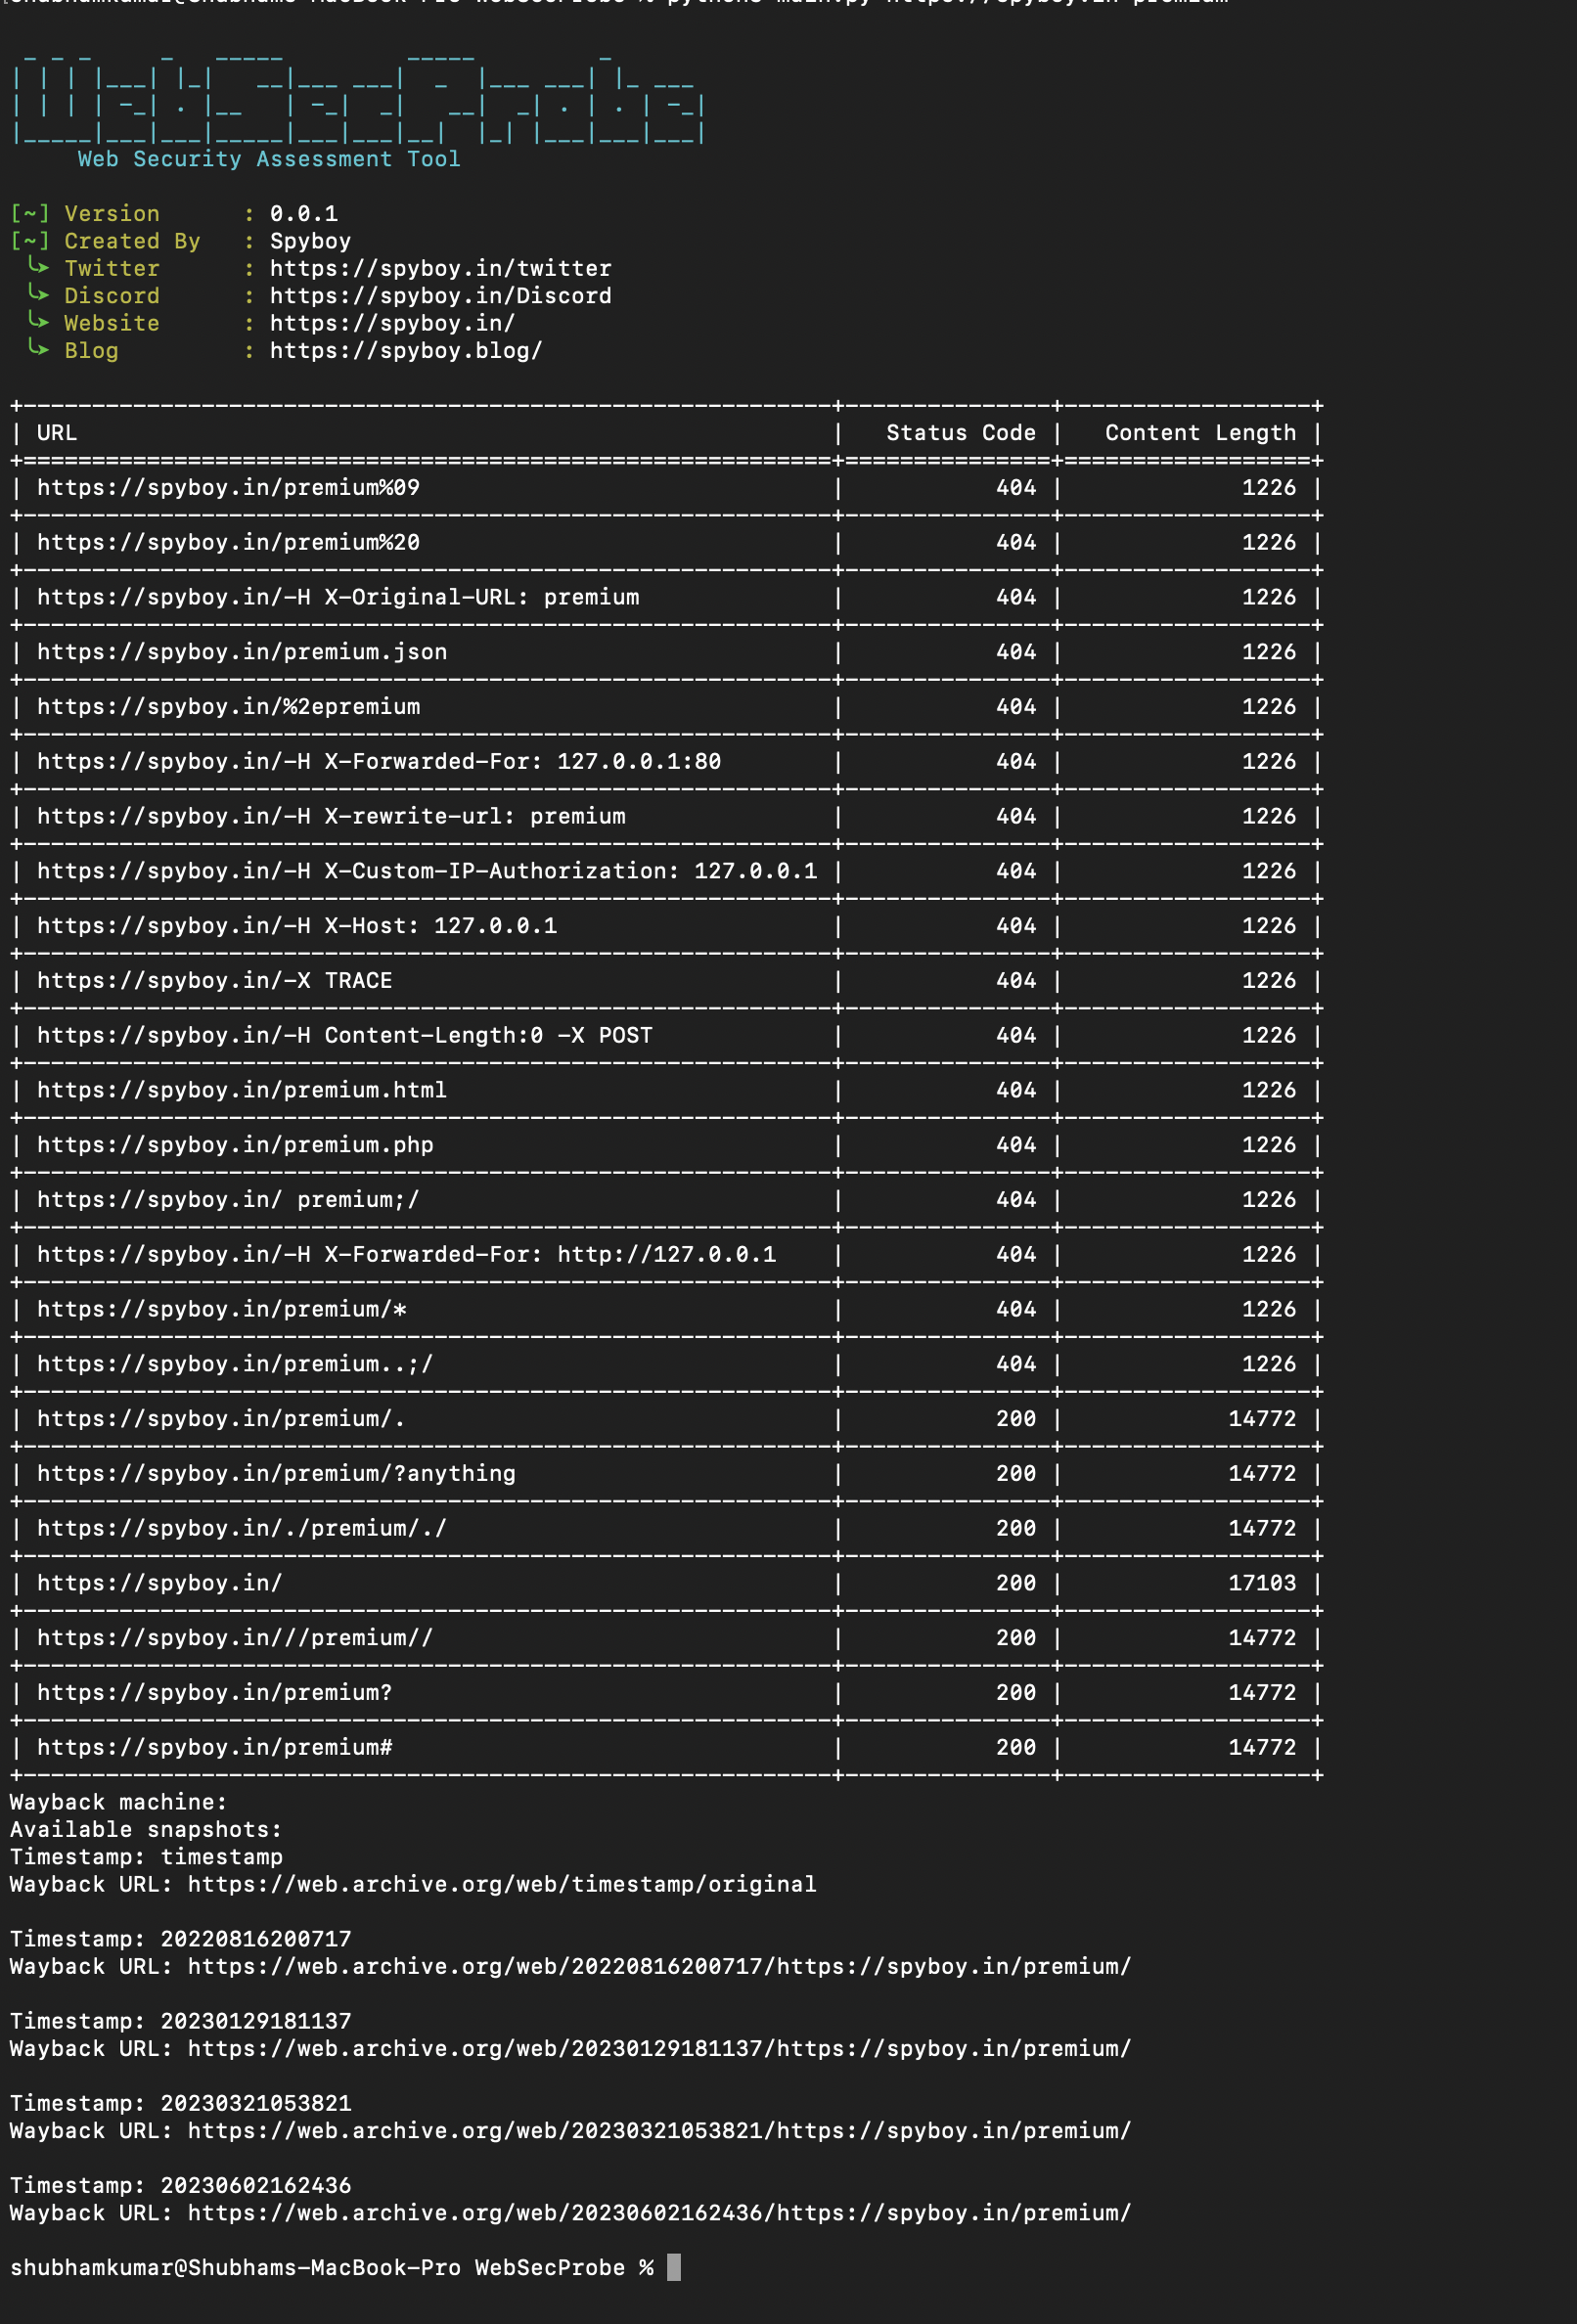 shubhamkumar@Shubhams-MacBook-Pro WebSecProbe % python3 main.py https://spyboy.in premium
WebSecProbe
Web Security Assessment Tool
[~] Version : 0.0.1
[~] Created By : Spyboy
╰➤ Twitter : https://spyboy.in/twitter
╰➤ Discord : https://spyboy.in/Discord
╰➤ Website : https://spyboy.in/
╰➤ Blog : https://spyboy.blog/
| URL | Status Code | Content Length |
| https://spyboy.in/premium%09 | 404 | 1226 |
| https://spyboy.in/premium%20 | 404 | 1226 |
| https://spyboy.in/-H X-Original-URL: premium | 404 | 1226 |
| https://spyboy.in/premium.json | 404 | 1226 |
| https://spyboy.in/%2epremium | 404 | 1226 |
| https://spyboy.in/-H X-Forwarded-For: 127.0.0.1:80 | 404 | 1226 |
| https://spyboy.in/-H X-rewrite-url: premium | 404 | 1226 |
| https://spyboy.in/-H X-Custom-IP-Authorization: 127.0.0.1 | 404 | 1226 |
| https://spyboy.in/-H X-Host: 127.0.0.1 | 404 | 1226 |
| https://spyboy.in/-X TRACE | 404 | 1226 |
| https://spyboy.in/-H Content-Length:0 -X POST | 404 | 1226 |
| https://spyboy.in/premium.html | 404 | 1226 |
| https://spyboy.in/premium.php | 404 | 1226 |
| https://spyboy.in/ premium;/ | 404 | 1226 |
| https://spyboy.in/-H X-Forwarded-For: http://127.0.0.1 | 404 | 1226 |
| https://spyboy.in/premium/* | 404 | 1226 |
| https://spyboy.in/premium..;/ | 404 | 1226 |
| https://spyboy.in/premium/. | 200 | 14772 |
| https://spyboy.in/premium/?anything | 200 | 14772 |
| https://spyboy.in/./premium/./ | 200 | 14772 |
| https://spyboy.in/ | 200 | 17103 |
| https://spyboy.in///premium// | 200 | 14772 |
| https://spyboy.in/premium? | 200 | 14772 |
| https://spyboy.in/premium# | 200 | 14772 |
Wayback machine:
Available snapshots:
Timestamp: timestamp
Wayback URL: https://web.archive.org/web/timestamp/original
Timestamp: 20220816200717
Wayback URL: https://web.archive.org/web/20220816200717/https://spyboy.in/premium/
Timestamp: 20230129181137
Wayback URL: https://web.archive.org/web/20230129181137/https://spyboy.in/premium/
Timestamp: 20230321053821
Wayback URL: https://web.archive.org/web/20230321053821/https://spyboy.in/premium/
Timestamp: 20230602162436
Wayback URL: https://web.archive.org/web/20230602162436/https://spyboy.in/premium/
shubhamkumar@Shubhams-MacBook-Pro WebSecProbe %